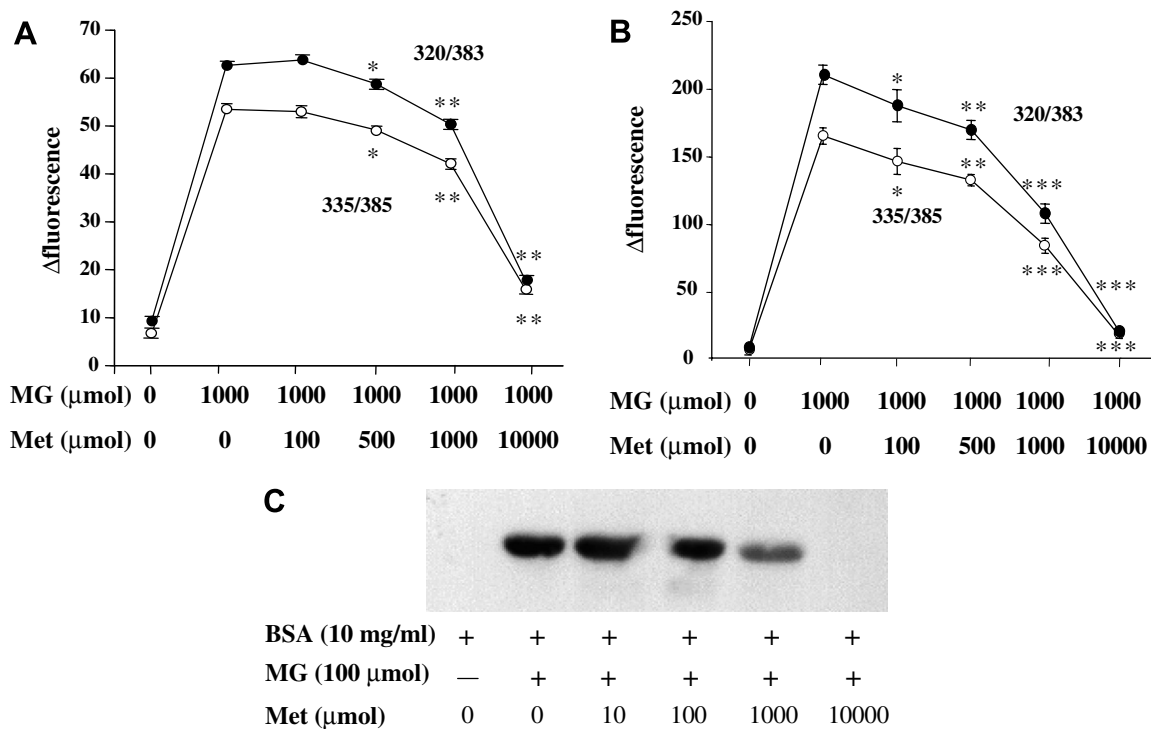 A
70
60
50
40
30
20
10
0
Δfluorescence
320/383
*
**
*
335/385
**
**
**
MG (μmol) 0 1000 1000 1000 1000 1000
Met (μmol) 0 0 100 500 1000 10000
B
250
200
150
100
50
0
Δfluorescence
*
**
320/383
**
***
*
335/385
***
***
***
MG (μmol) 0 1000 1000 1000 1000 1000
Met (μmol) 0 0 100 500 1000 10000
C
BSA (10 mg/ml) + + + + + +
MG (100 μmol) — + + + + +
Met (μmol) 0 0 10 100 1000 10000